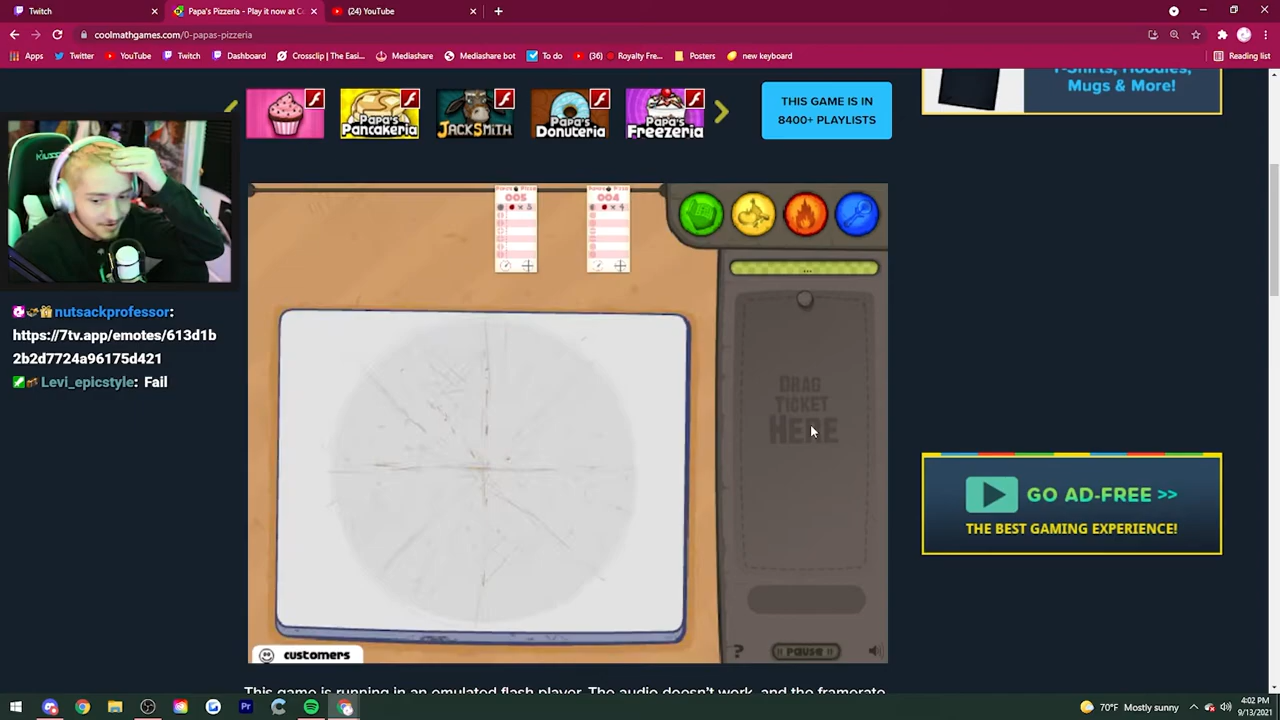 Twitch
Papa's Pizzeria - Play it now at C
(24) YouTube
coolmathgames.com/0-papas-pizzeria
Apps
Twitter
YouTube
Twitch
Dashboard
Crossclip | The Easi...
Mediashare
Mediashare bot
To do
(36)
Royalty Fre...
Posters
new keyboard
Reading list
Papa's
Pancakeria
JACKSMITH
Papa's
Donuteria
Papa's
Freezeria
THIS GAME IS IN
8400+ PLAYLISTS
T-Shirts, Hoodies,
Mugs & More!
nutsackprofessor:
https://7tv.app/emotes/613d1b
2b2d7724a96175d421
Levi_epicstyle: Fail
005
004
...
DRAG
TICKET
HERE
GO AD-FREE >>
THE BEST GAMING EXPERIENCE!
customers
?
PAUSE
This game is running in an emulated flash player. The audio doesn't work, and the framerate
70°F Mostly sunny
4:02 PM
9/13/2021